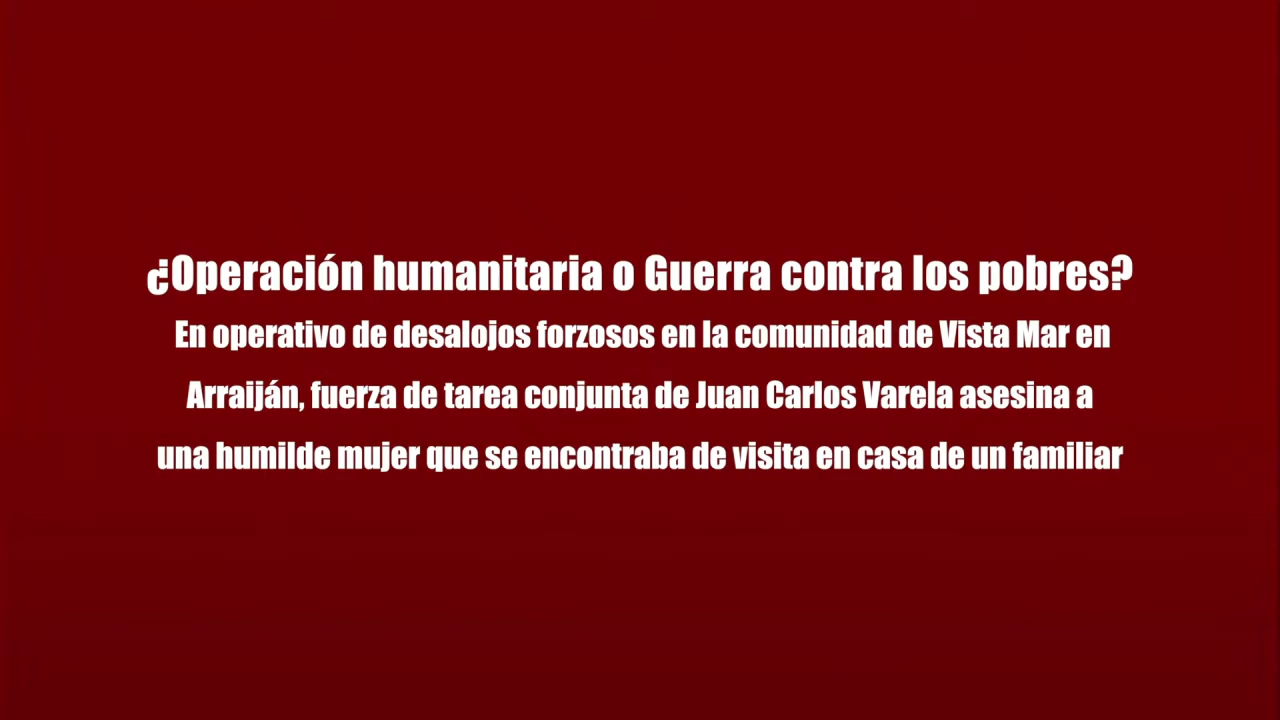 ¿Operación humanitaria o Guerra contra los pobres?
En operativo de desalojos forzosos en la comunidad de Vista Mar en
Arraiján, fuerza de tarea conjunta de Juan Carlos Varela asesina a
una humilde mujer que se encontraba de visita en casa de un familiar